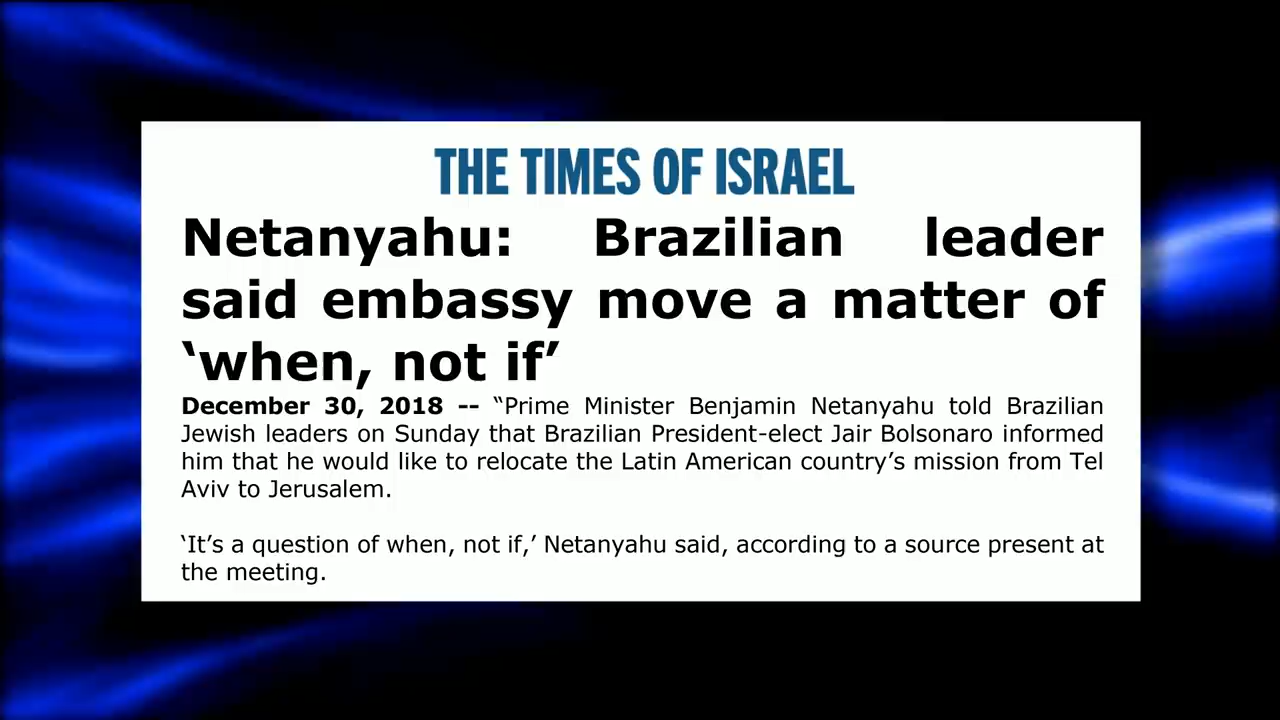 THE TIMES OF ISRAEL
Netanyahu: Brazilian leader
said embassy move a matter of
‘when, not if’
December 30, 2018 -- “Prime Minister Benjamin Netanyahu told Brazilian
Jewish leaders on Sunday that Brazilian President-elect Jair Bolsonaro informed
him that he would like to relocate the Latin American country’s mission from Tel
Aviv to Jerusalem.
‘It’s a question of when, not if,’ Netanyahu said, according to a source present at
the meeting.